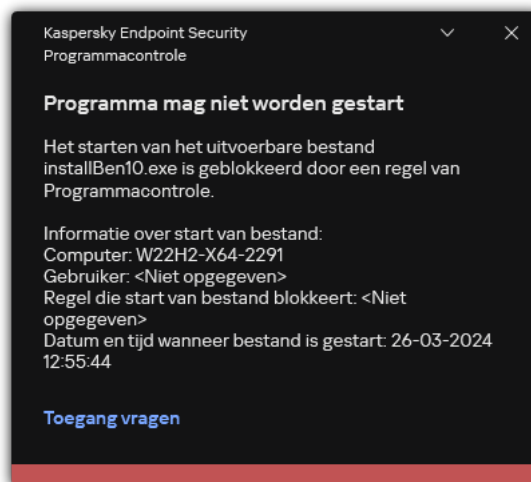 Kaspersky Endpoint Security
Programmacontrole
Programma mag niet worden gestart
Het starten van het uitvoerbare bestand
installBen10.exe is geblokkeerd door een regel van
Programmacontrole.
Informatie over start van bestand:
Computer: W22H2-X64-2291
Gebruiker: <Niet opgegeven>
Regel die start van bestand blokkeert: <Niet
opgegeven>
Datum en tijd wanneer bestand is gestart: 26-03-2024
12:55:44
Toegang vragen